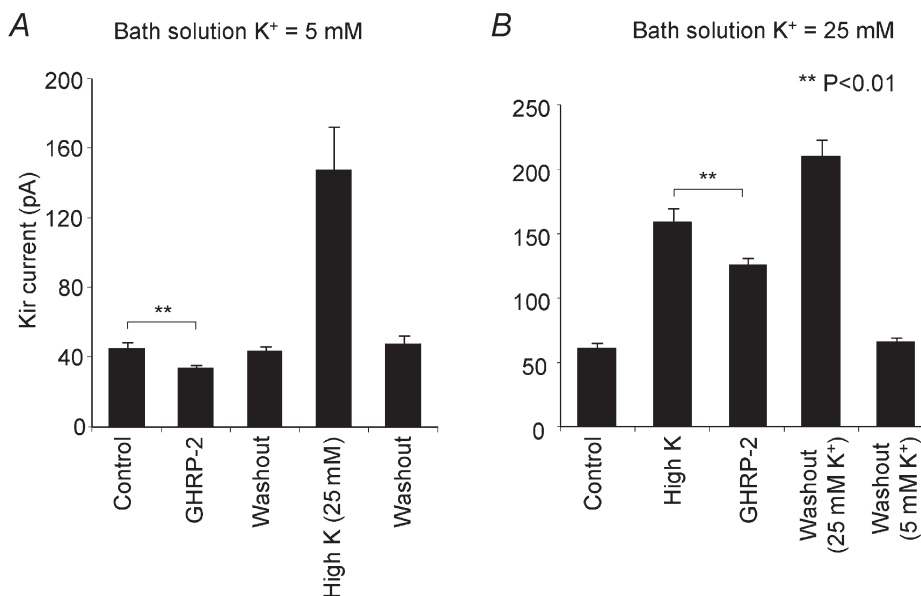 A
Bath solution K+ = 5 mM
Kir current (pA)
200
160
120
80
40
0
**
Control
GHRP-2
Washout
High K (25 mM)
Washout
B
Bath solution K+ = 25 mM
** P<0.01
250
200
150
100
50
0
**
Control
High K
GHRP-2
Washout
(25 mM K+)
Washout
(5 mM K+)